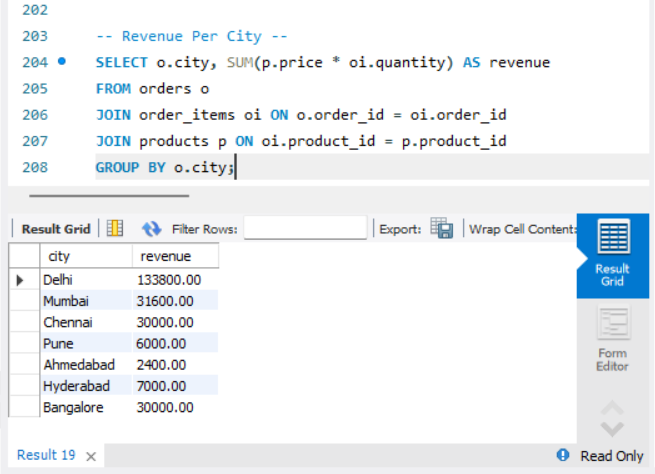 202
203 -- Revenue Per City --
204 SELECT o.city, SUM(p.price * oi.quantity) AS revenue
205 FROM orders o
206 JOIN order_items oi ON o.order_id = oi.order_id
207 JOIN products p ON oi.product_id = p.product_id
208 GROUP BY o.city;
Result Grid Filter Rows: Export: Wrap Cell Content:
city revenue
Delhi 133800.00
Mumbai 31600.00
Chennai 30000.00
Pune 6000.00
Ahmedabad 2400.00
Hyderabad 7000.00
Bangalore 30000.00
Result
Grid
Form
Editor
Result 19 Read Only